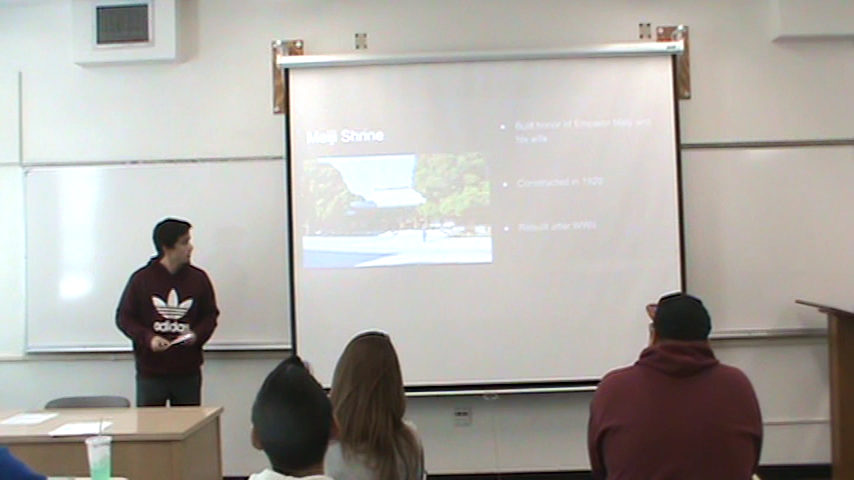 Meiji Shrine
Built honor of Emperor Meiji and
his wife
Constructed in 1920
Rebuilt after WWII
adidas